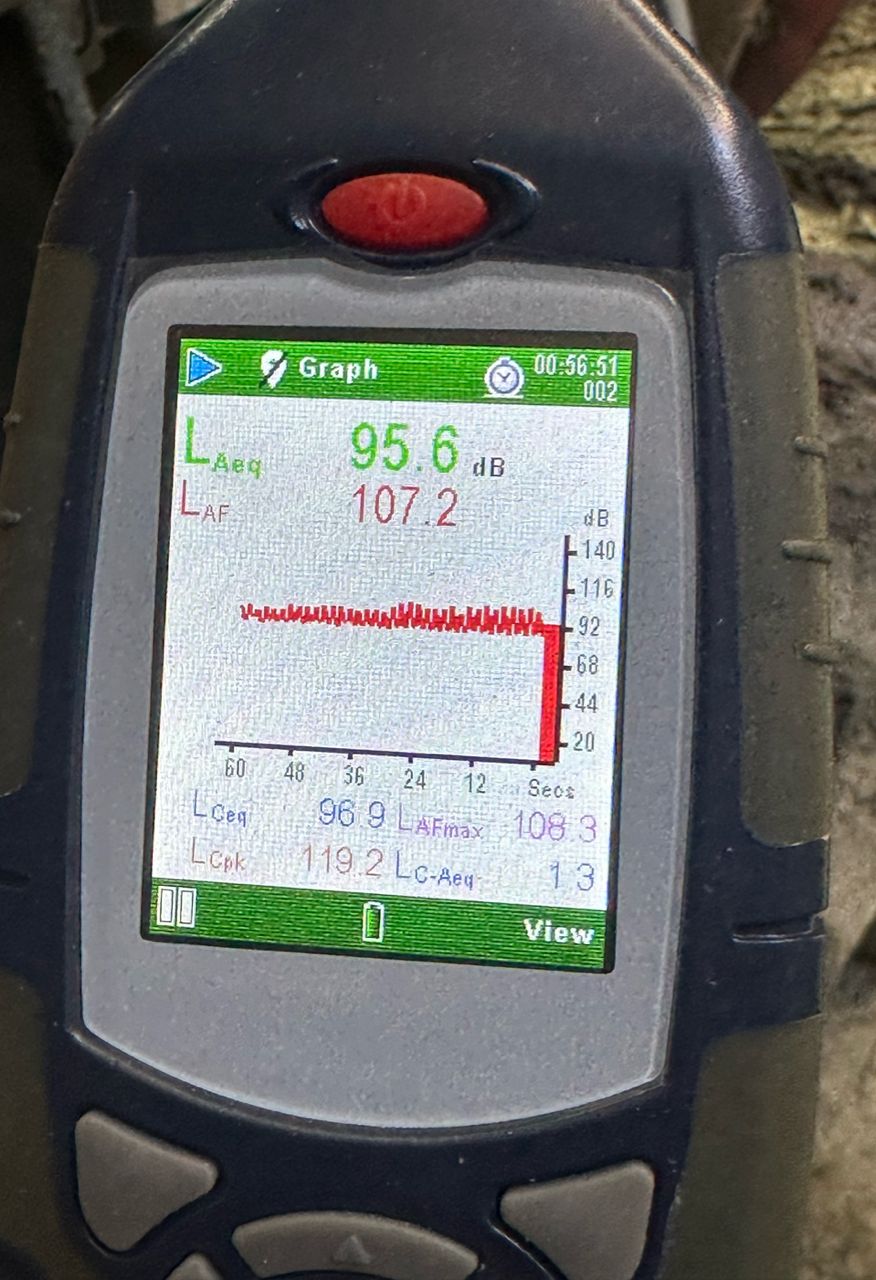 Graph 00:56:51
002
LAeq 95.6 dB
LAF 107.2
dB
140
116
92
68
44
20
60 48 36 24 12 Secs
LCeq 96.9 LAFmax 108.3
LCpk 119.2 LC-Aeq 1.3
View